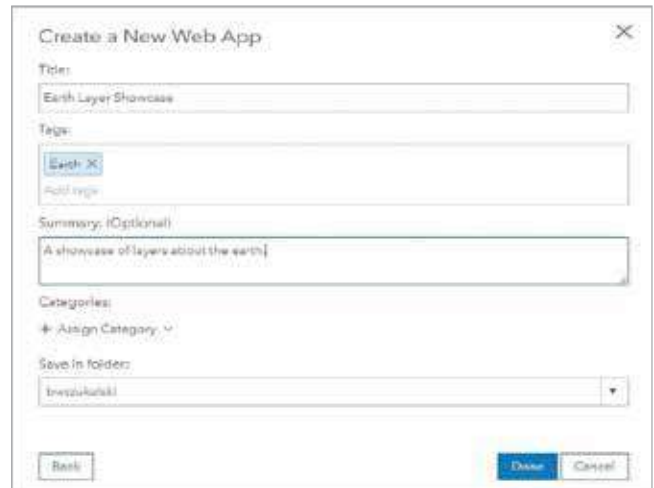 Create a New Web App
Title:
Earth Layer Showcase
Tags:
Earth ✕
Add tags
Summary: (Optional)
A showcase of layers about the earth.
Categories:
+ Assign Category
Save in folder:
bwszukalski
Back Done Cancel